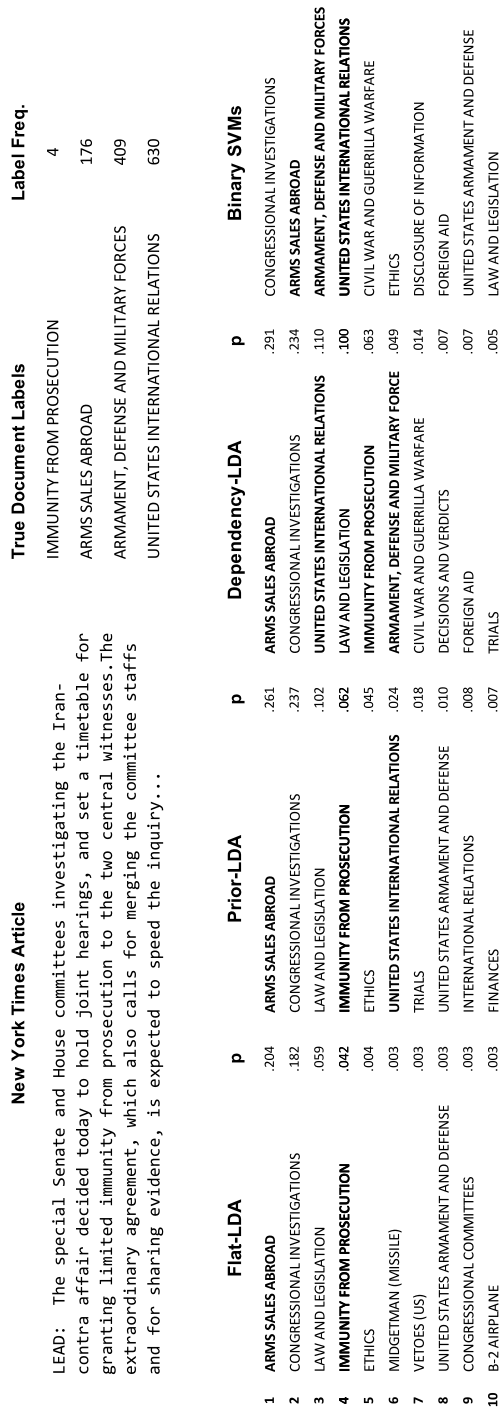 New York Times Article True Document Labels Label Freq.
LEAD: The special Senate and House committees investigating the Iran-
contra affair decided today to hold joint hearings, and set a timetable for
granting limited immunity from prosecution to the two central witnesses.The
extraordinary agreement, which also calls for merging the committee staffs
and for sharing evidence, is expected to speed the inquiry...
IMMUNITY FROM PROSECUTION 4
ARMS SALES ABROAD 176
ARMAMENT, DEFENSE AND MILITARY FORCES 409
UNITED STATES INTERNATIONAL RELATIONS 630
Flat-LDA p Prior-LDA p Dependency-LDA p Binary SVMs
1 ARMS SALES ABROAD .204 ARMS SALES ABROAD .261 ARMS SALES ABROAD .291 CONGRESSIONAL INVESTIGATIONS
2 CONGRESSIONAL INVESTIGATIONS .182 CONGRESSIONAL INVESTIGATIONS .237 CONGRESSIONAL INVESTIGATIONS .234 ARMS SALES ABROAD
3 LAW AND LEGISLATION .059 LAW AND LEGISLATION .102 UNITED STATES INTERNATIONAL RELATIONS .110 ARMAMENT, DEFENSE AND MILITARY FORCES
4 IMMUNITY FROM PROSECUTION .042 IMMUNITY FROM PROSECUTION .062 LAW AND LEGISLATION .100 UNITED STATES INTERNATIONAL RELATIONS
5 ETHICS .004 ETHICS .045 IMMUNITY FROM PROSECUTION .063 CIVIL WAR AND GUERRILLA WARFARE
6 MIDGETMAN (MISSILE) .003 UNITED STATES INTERNATIONAL RELATIONS .024 ARMAMENT, DEFENSE AND MILITARY FORCE .049 ETHICS
7 VETOES (US) .003 TRIALS .018 CIVIL WAR AND GUERRILLA WARFARE .014 DISCLOSURE OF INFORMATION
8 UNITED STATES ARMAMENT AND DEFENSE .003 UNITED STATES ARMAMENT AND DEFENSE .010 DECISIONS AND VERDICTS .007 FOREIGN AID
9 CONGRESSIONAL COMMITTEES .003 INTERNATIONAL RELATIONS .008 FOREIGN AID .007 UNITED STATES ARMAMENT AND DEFENSE
10 B-2 AIRPLANE .003 FINANCES .007 TRIALS .005 LAW AND LEGISLATION